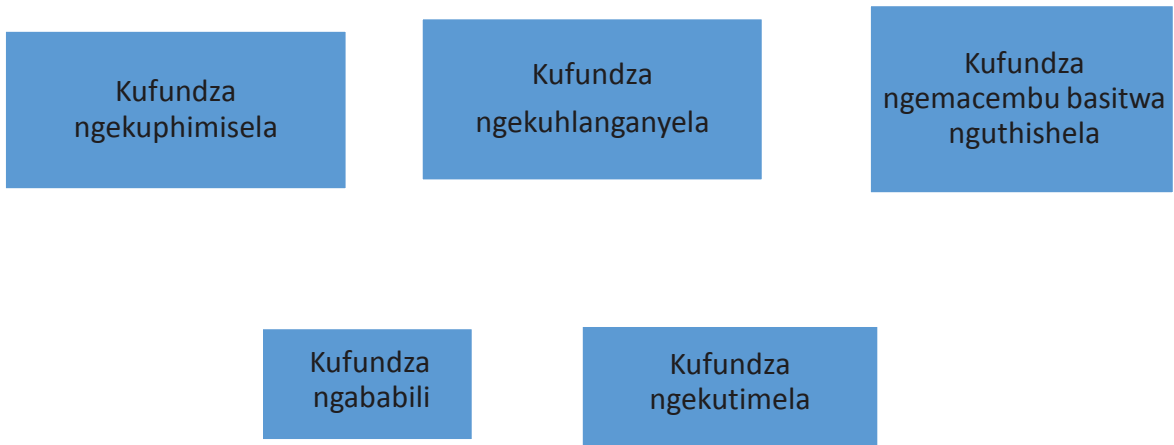 Kufundza
ngekuphimisela
Kufundza
ngekuhlanganyela
Kufundza
ngemacembu basitwa
nguthishela
Kufundza
ngababili
Kufundza
ngekutimela